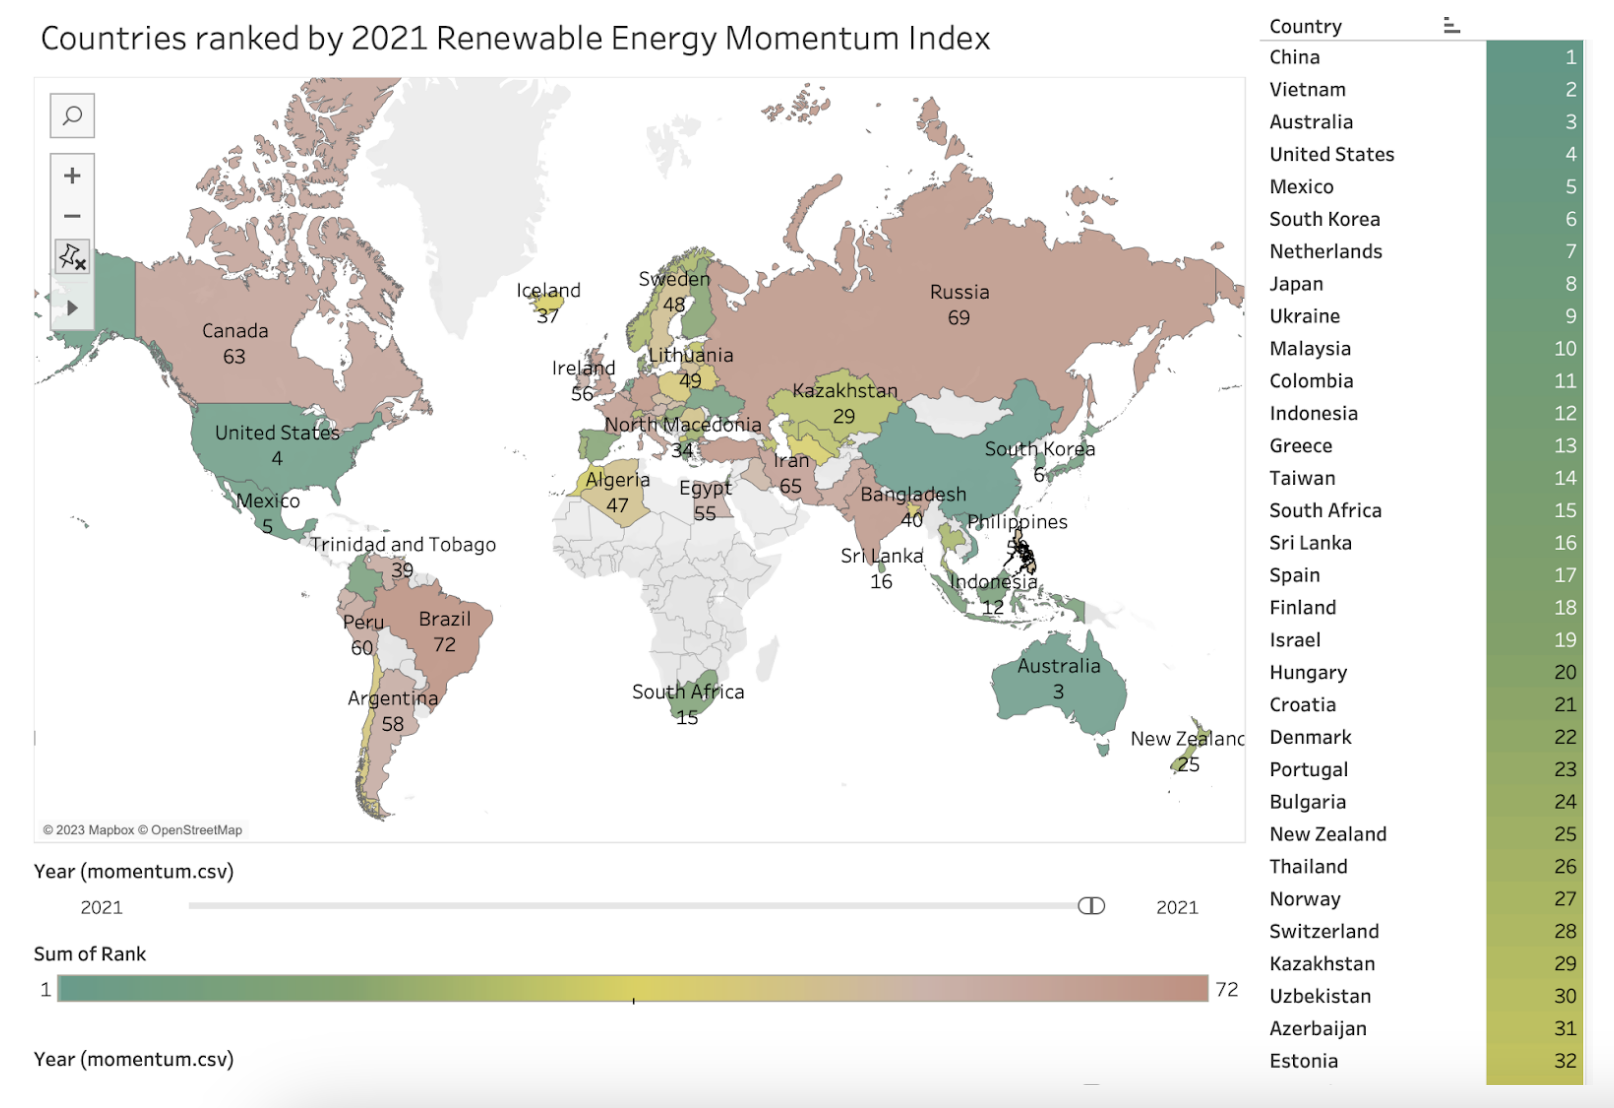 Countries ranked by 2021 Renewable Energy Momentum Index
Iceland
37
Sweden
48
Russia
69
Canada
63
Lithuania
49
Ireland
56
Kazakhstan
29
United States
4
North Macedonia
34
South Korea
6
Iran
65
Algeria
47
Egypt
55
Bangladesh
40
Mexico
5
Philippines
Trinidad and Tobago
39
Sri Lanka
16
Indonesia
12
Peru
60
Brazil
72
Australia
3
South Africa
15
Argentina
58
New Zealand
25
© 2023 Mapbox © OpenStreetMap
Year (momentum.csv)
2021 2021
Sum of Rank
1 72
Year (momentum.csv)
Country
China 1
Vietnam 2
Australia 3
United States 4
Mexico 5
South Korea 6
Netherlands 7
Japan 8
Ukraine 9
Malaysia 10
Colombia 11
Indonesia 12
Greece 13
Taiwan 14
South Africa 15
Sri Lanka 16
Spain 17
Finland 18
Israel 19
Hungary 20
Croatia 21
Denmark 22
Portugal 23
Bulgaria 24
New Zealand 25
Thailand 26
Norway 27
Switzerland 28
Kazakhstan 29
Uzbekistan 30
Azerbaijan 31
Estonia 32